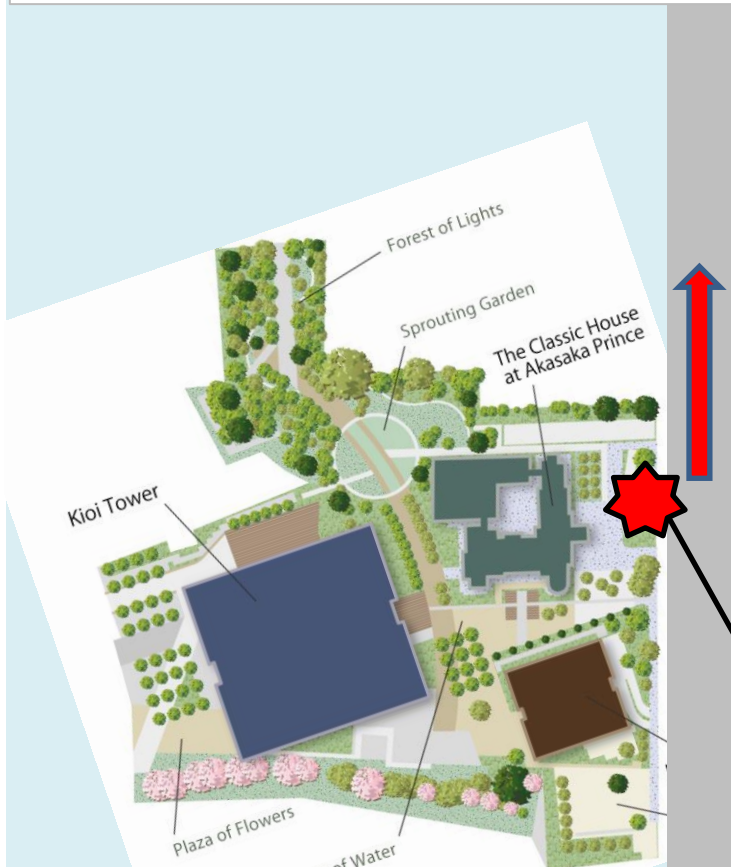 Forest of Lights
Sprouting Garden
The Classic House
at Akasaka Prince
Kioi Tower
Plaza of Flowers
of Water